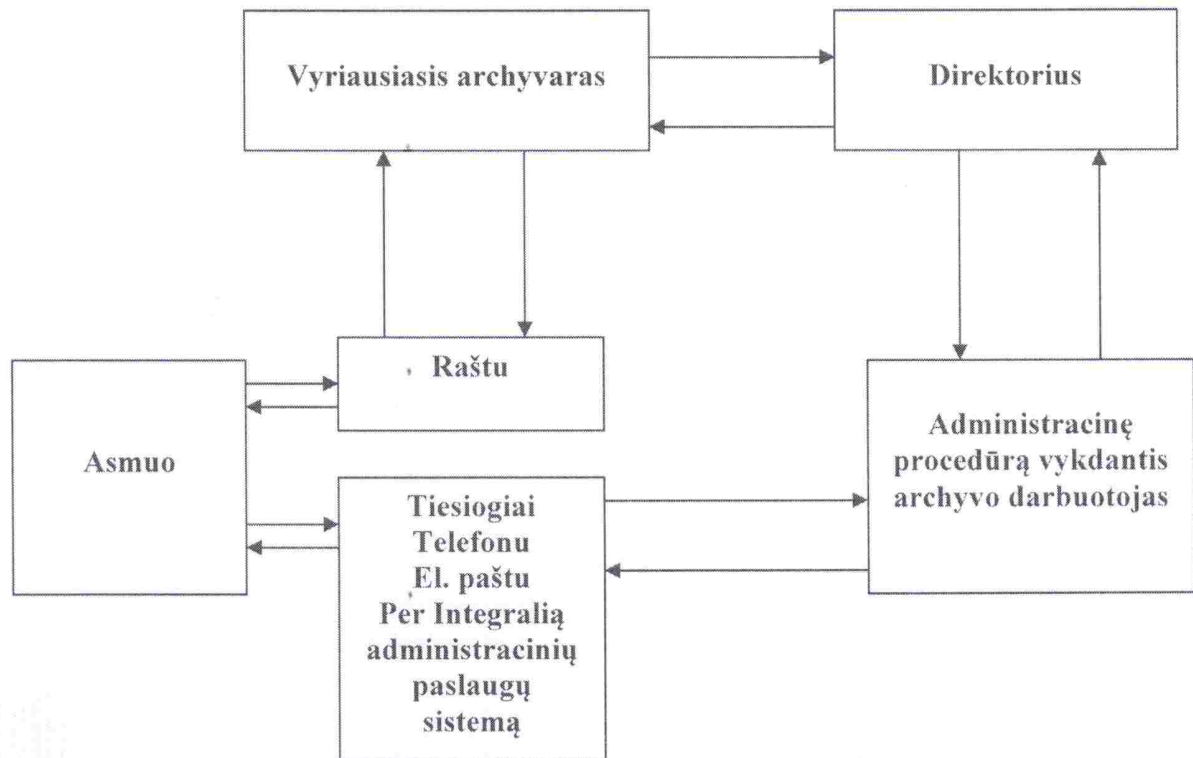 Vyriausiasis archyvaras
Direktorius
Raštu
Asmuo
Administracinę
procedūrą vykdantis
archyvo darbuotojas
Tiesiogiai
Telefonu
El. paštu
Per Integralią
administracinių
paslaugų
sistemą